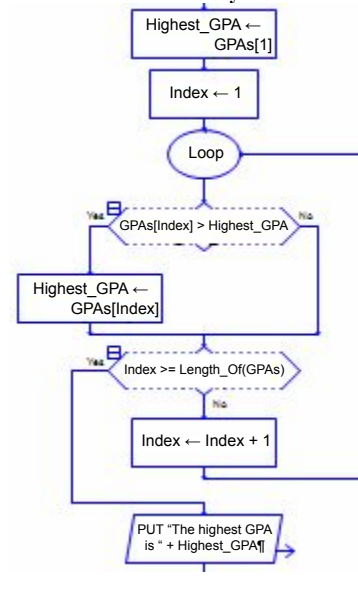 Highest_GPA ←
GPAs[1]
Index ← 1
Loop
Yes
GPAs[Index] > Highest_GPA
No
Highest_GPA ←
GPAs[Index]
Yes
Index >= Length_Of(GPAs)
No
Index ← Index + 1
PUT “The highest GPA
is “ + Highest_GPA¶